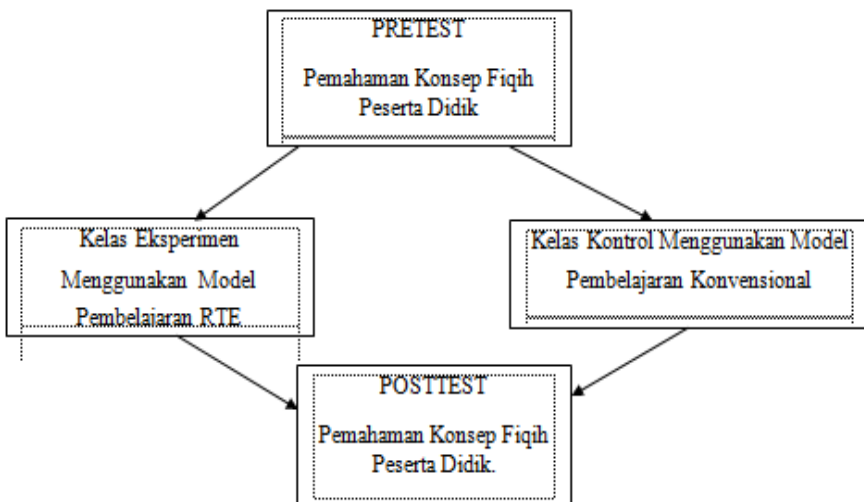 PRETEST
Pemahaman Konsep Fiqih
Peserta Didik
Kelas Eksperimen
Menggunakan Model
Pembelajaran RTE
Kelas Kontrol Menggunakan Model
Pembelajaran Konvensional
POSTTEST
Pemahaman Konsep Fiqih
Peserta Didik.